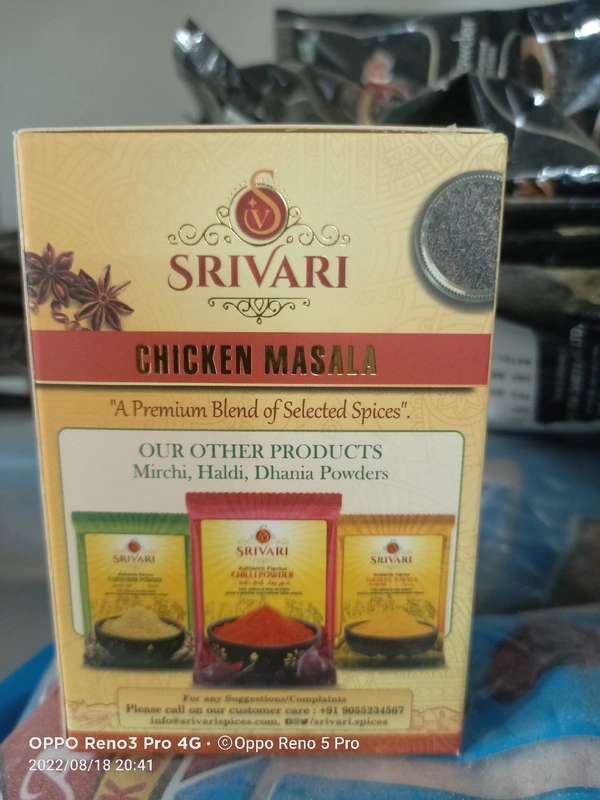 SRIVARI
CHICKEN MASALA
"A Premium Blend of Selected Spices".
OUR OTHER PRODUCTS
Mirchi, Haldi, Dhania Powders
SRIVARI
SRIVARI
SRIVARI
Authentic Flavour
CHILLI POWDER
For any Suggestions/Complaints
Please call on our customer care : +91 9055234567
info@srivarispices.com, /srivari.spices
OPPO Reno3 Pro 4G · ©Oppo Reno 5 Pro
2022/08/18 20:41